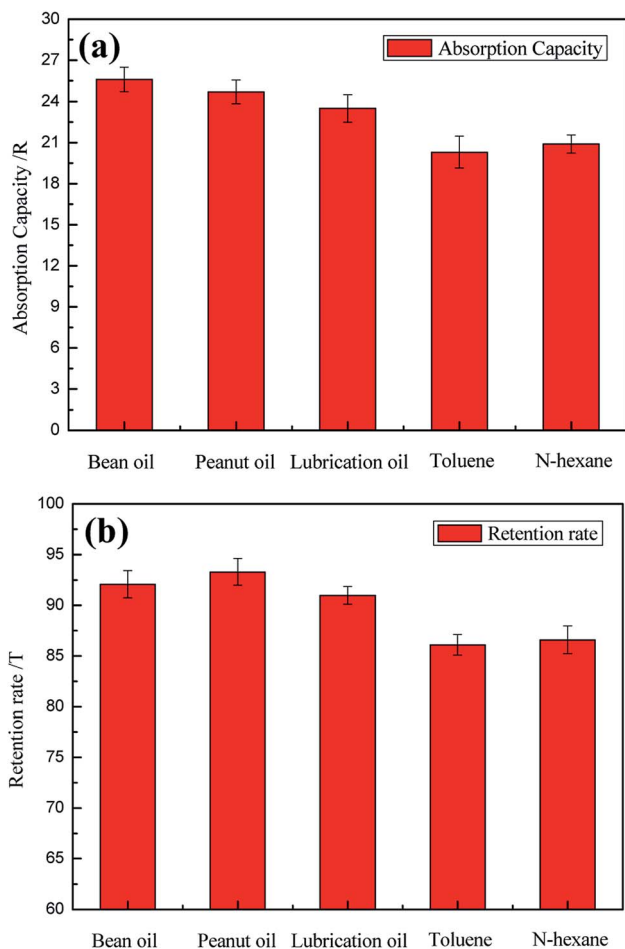 (a)
Absorption Capacity
Absorption Capacity /R
30
27
24
21
18
15
12
9
6
3
0
Bean oil Peanut oil Lubrication oil Toluene N-hexane
(b)
Retention rate
Retention rate /T
100
95
90
85
80
75
70
65
60
Bean oil Peanut oil Lubrication oil Toluene N-hexane